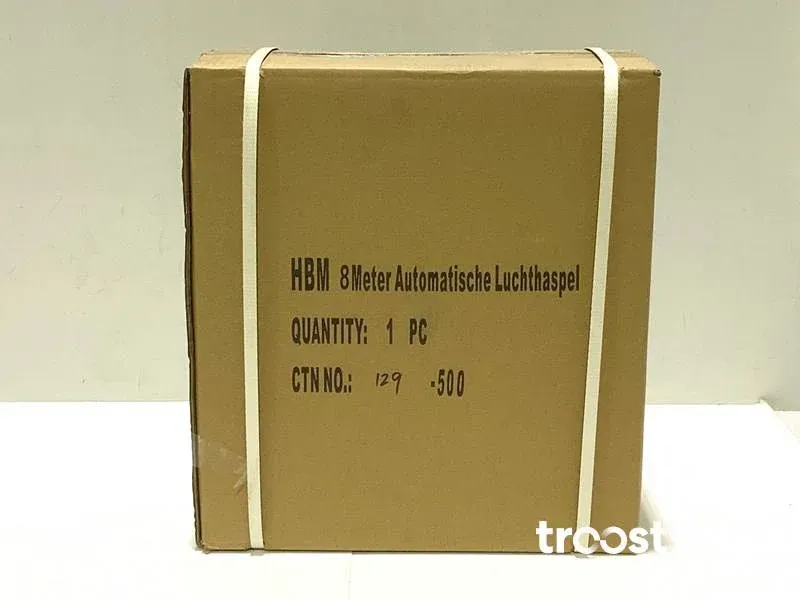 HBM 8 Meter Automatische Luchthaspel
QUANTITY: 1 PC
CTN NO.: 129 -500
troost